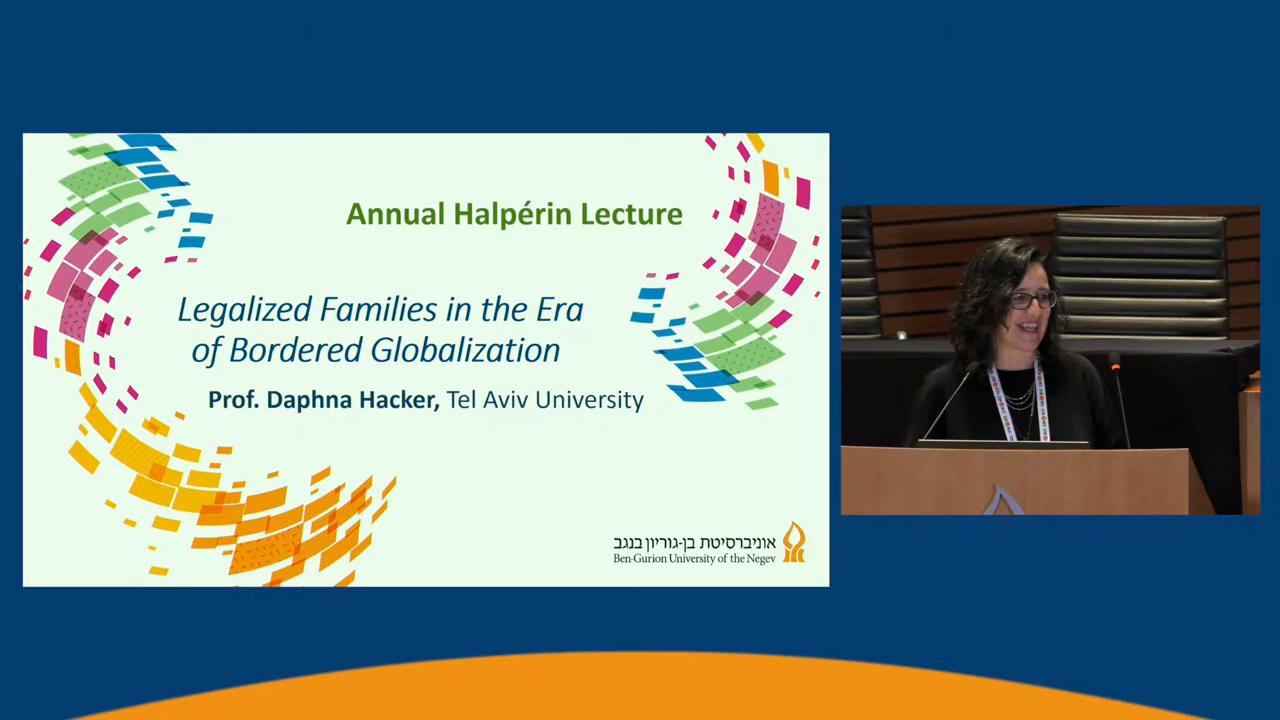 Annual Halpérin Lecture
Legalized Families in the Era
of Bordered Globalization
Prof. Daphna Hacker, Tel Aviv University
אוניברסיטת בן-גוריון בנגב
Ben-Gurion University of the Negev